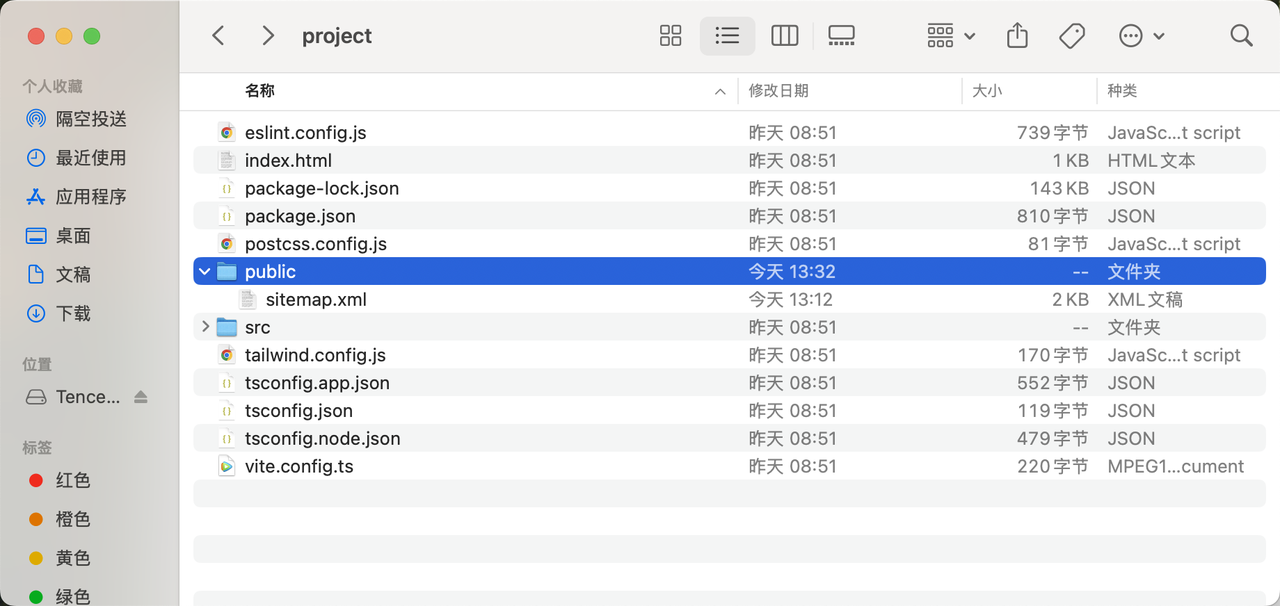 project
个人收藏
隔空投送
最近使用
应用程序
桌面
文稿
下载
位置
Tence...
标签
红色
橙色
黄色
绿色
名称 修改日期 大小 种类
eslint.config.js 昨天 08:51 739 字节 JavaSc...t script
index.html 昨天 08:51 1 KB HTML文本
package-lock.json 昨天 08:51 143 KB JSON
package.json 昨天 08:51 810 字节 JSON
postcss.config.js 昨天 08:51 81 字节 JavaSc...t script
public 今天 13:32 -- 文件夹
sitemap.xml 今天 13:12 2 KB XML文稿
src 昨天 08:51 -- 文件夹
tailwind.config.js 昨天 08:51 170 字节 JavaSc...t script
tsconfig.app.json 昨天 08:51 552 字节 JSON
tsconfig.json 昨天 08:51 119 字节 JSON
tsconfig.node.json 昨天 08:51 479 字节 JSON
vite.config.ts 昨天 08:51 220 字节 MPEG1...cument